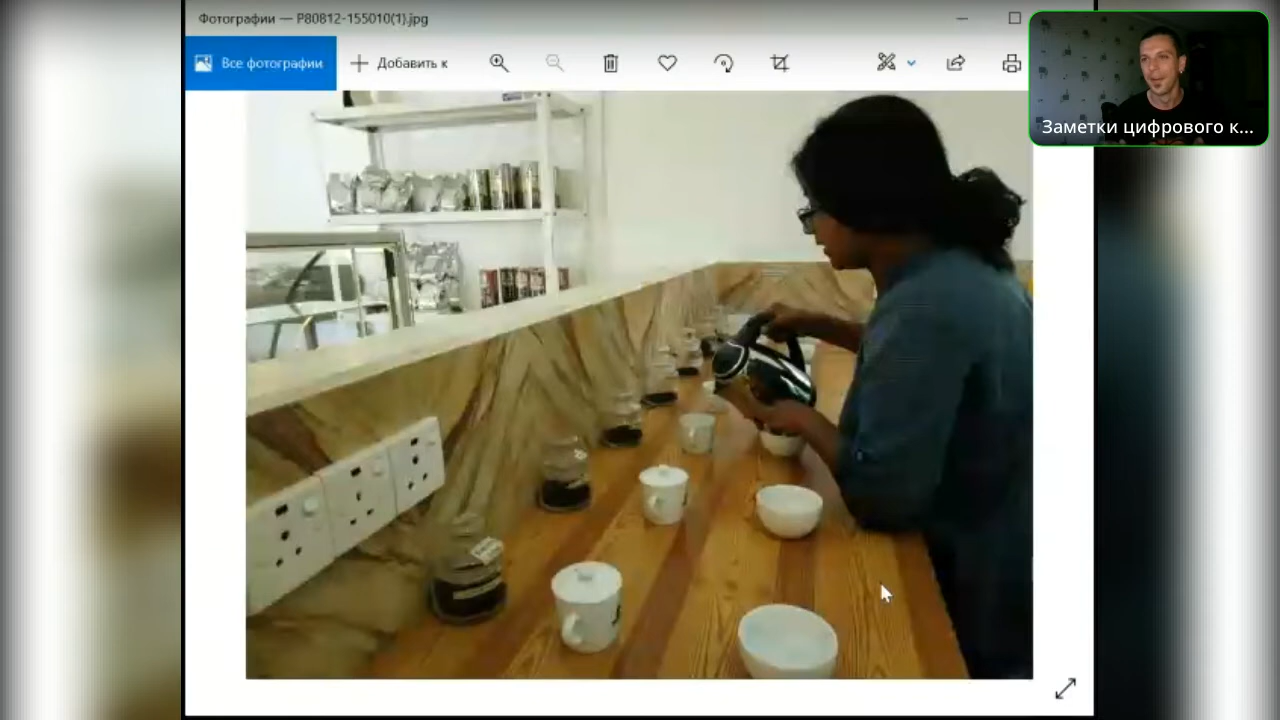 Фотографии — P80812-155010(1).jpg
Все фотографии
Добавить к
Заметки цифрового к...